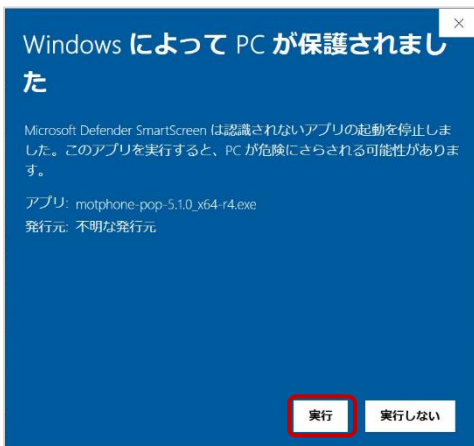 Windows によって PC が保護されまし
た
Microsoft Defender SmartScreen は認識されないアプリの起動を停止しま
した。このアプリを実行すると、PC が危険にさらされる可能性がありま
す。
アプリ: motphone-pop-5.1.0_x64-r4.exe
発行元: 不明な発行元
実行 実行しない